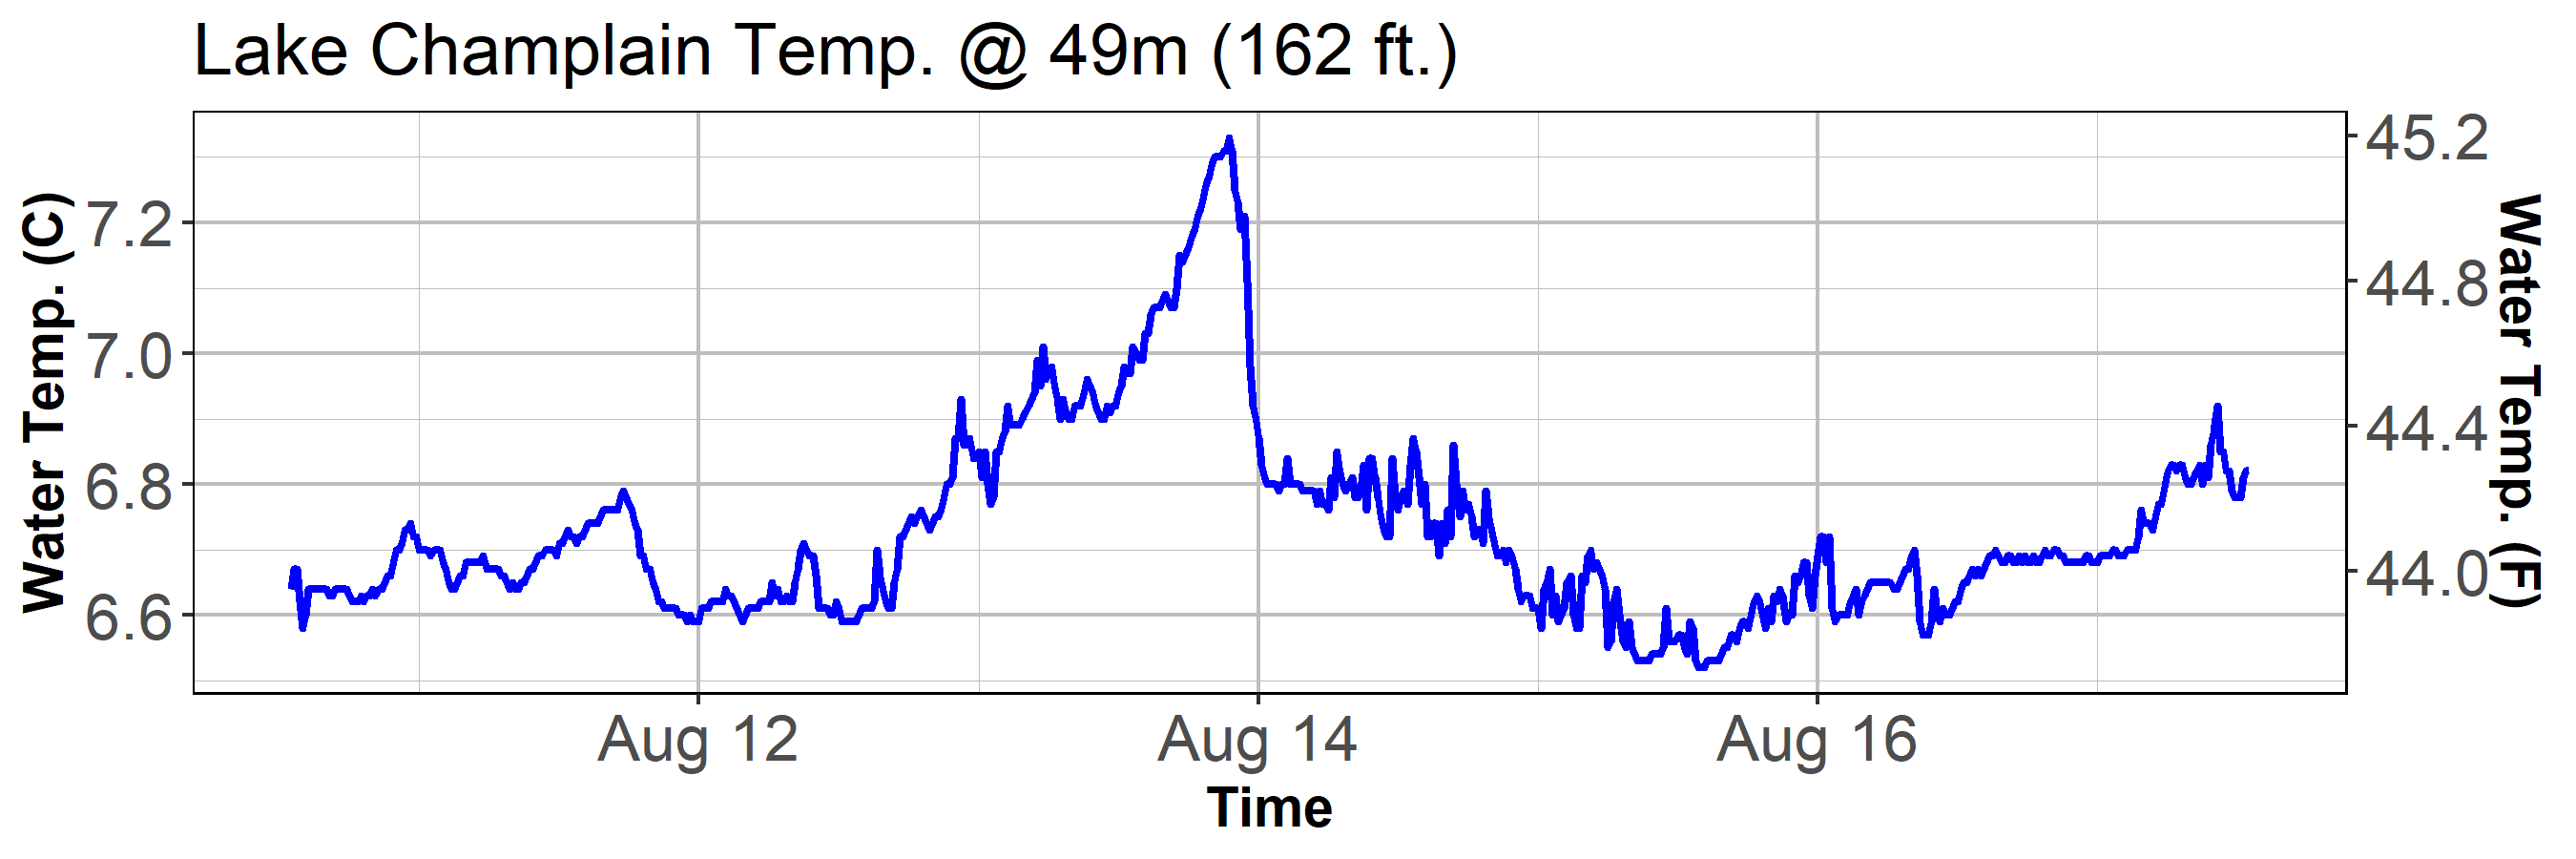 Lake Champlain Temp. @ 49m (162 ft.)
Water Temp. (C)
7.2
7.0
6.8
6.6
45.2
44.8
44.4
44.0
Water Temp. (F)
Aug 12
Aug 14
Aug 16
Time